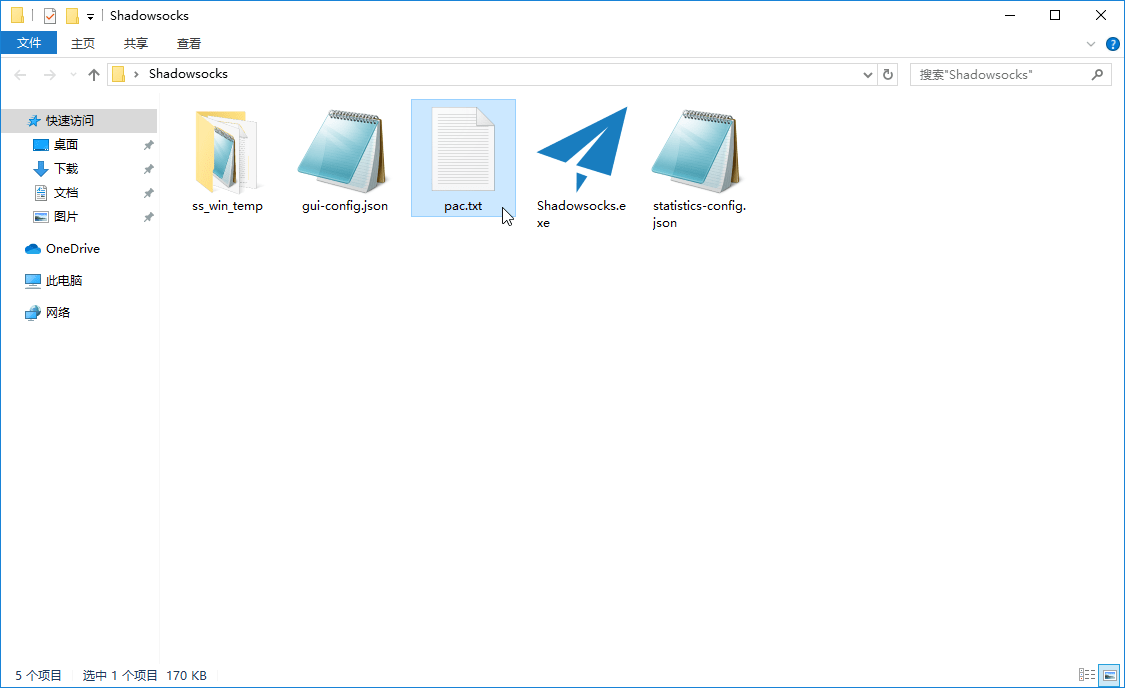 Shadowsocks
文件
主页
共享
查看
Shadowsocks
搜索"Shadowsocks"
快速访问
桌面
下载
文档
图片
OneDrive
此电脑
网络
ss_win_temp
gui-config.json
pac.txt
Shadowsocks.e
xe
statistics-config.
json
5 个项目
选中 1 个项目 170 KB